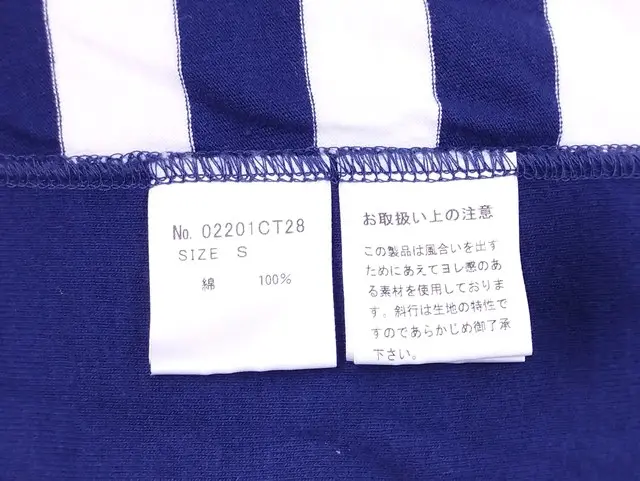 No. 02201CT28
SIZE S
綿 100%
お取扱い上の注意
この製品は風合いを出す
ためにあえてヨレ感のあ
る素材を使用しておりま
す。斜行は生地の特性で
すのであらかじめ御了承
下さい。